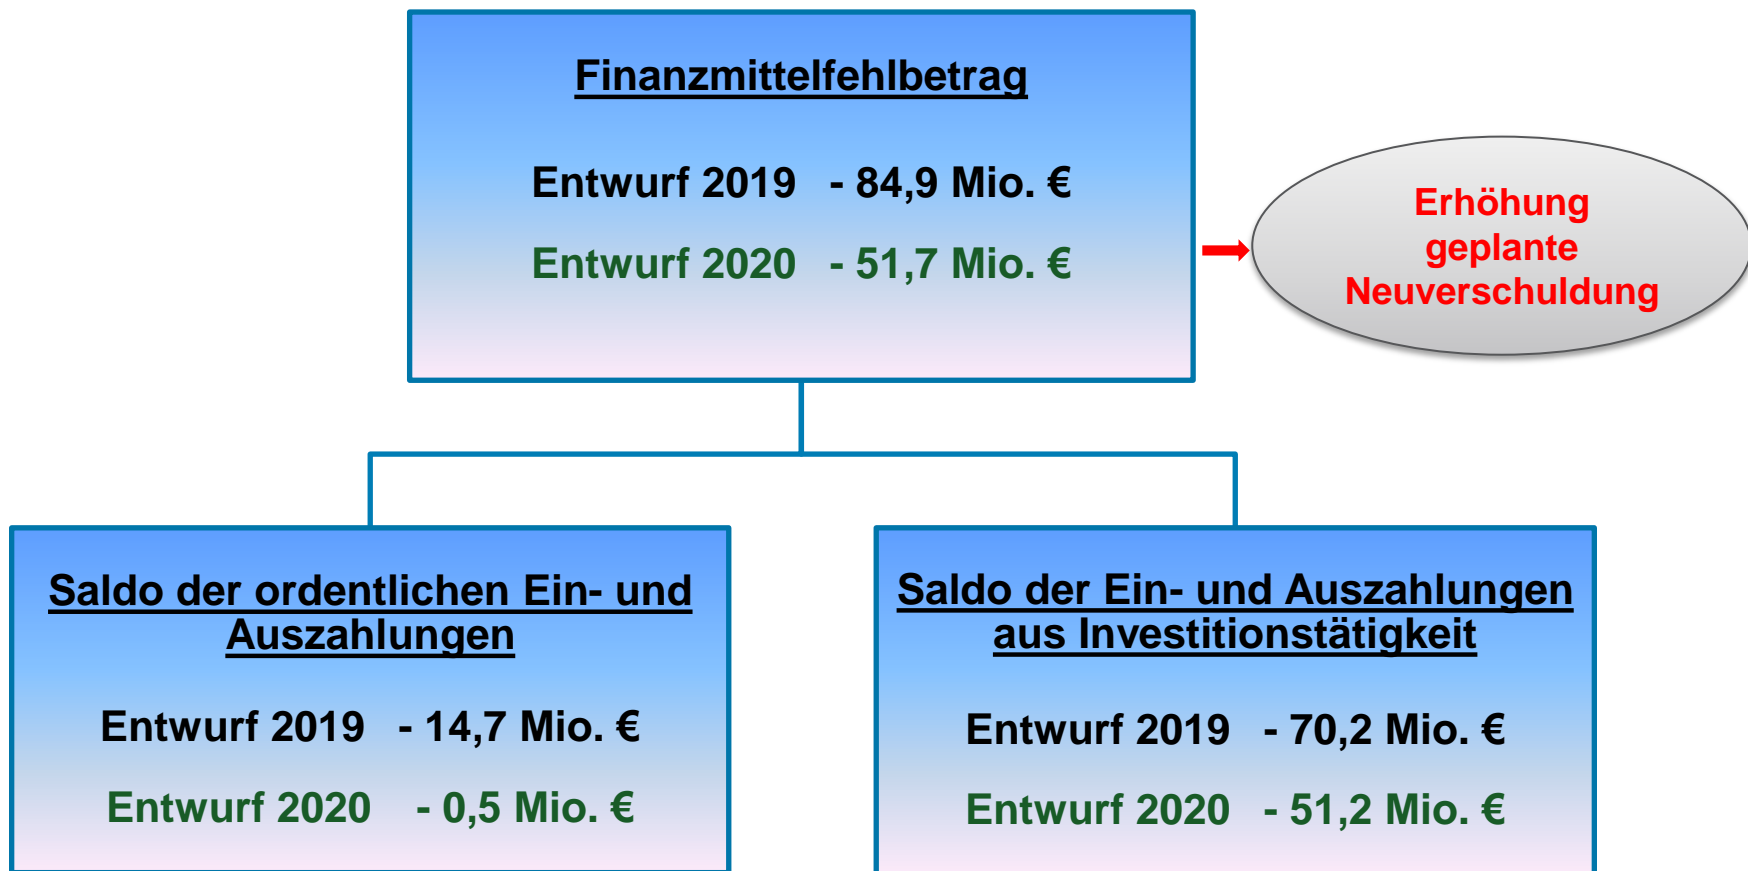 Finanzmittelfehlbetrag
Entwurf 2019 - 84,9 Mio. €
Entwurf 2020 - 51,7 Mio. €
Erhöhung
geplante
Neuverschuldung
Saldo der ordentlichen Ein- und
Auszahlungen
Entwurf 2019 - 14,7 Mio. €
Entwurf 2020 - 0,5 Mio. €
Saldo der Ein- und Auszahlungen
aus Investitionstätigkeit
Entwurf 2019 - 70,2 Mio. €
Entwurf 2020 - 51,2 Mio. €